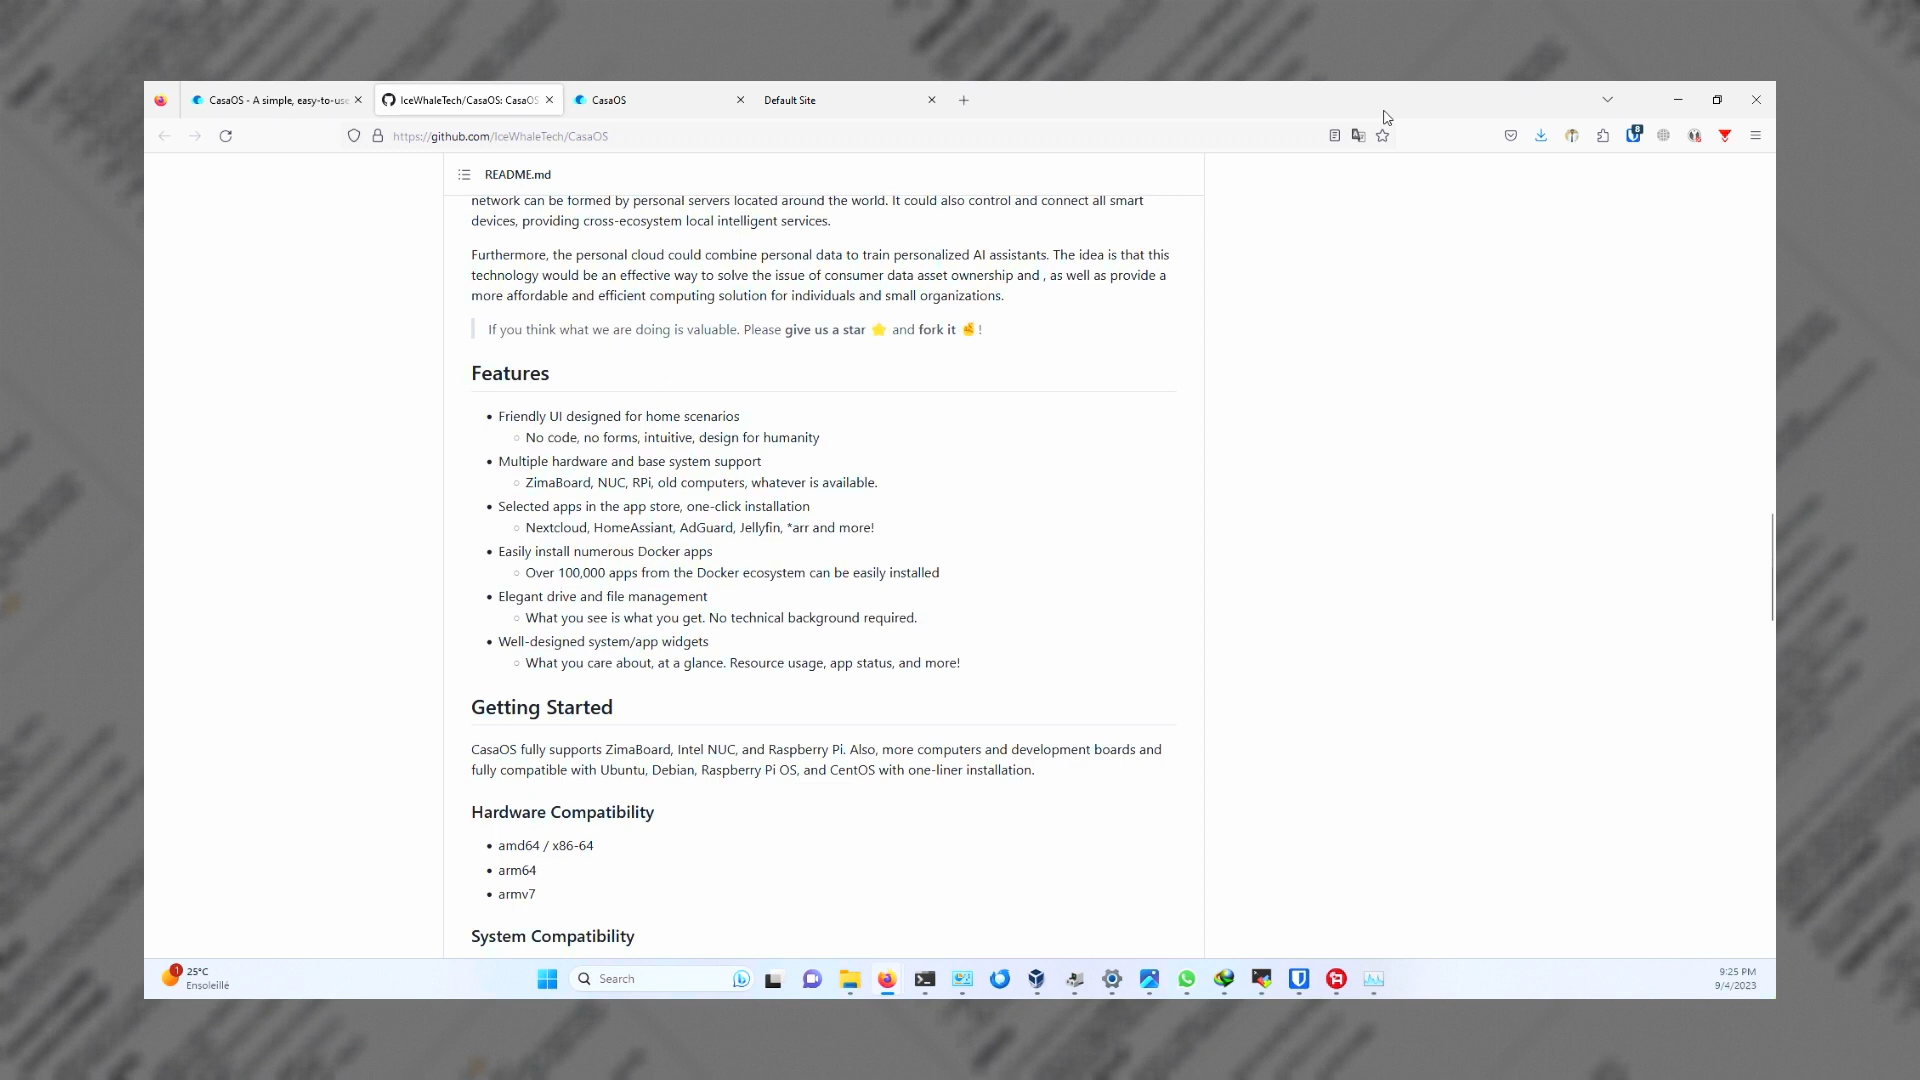 CasaOS - A simple, easy-to-use
IceWhaleTech/CasaOS: CasaOS
CasaOS
Default Site
https://github.com/IceWhaleTech/CasaOS
8
README.md
network can be formed by personal servers located around the world. It could also control and connect all smart
devices, providing cross-ecosystem local intelligent services.
Furthermore, the personal cloud could combine personal data to train personalized AI assistants. The idea is that this
technology would be an effective way to solve the issue of consumer data asset ownership and , as well as provide a
more affordable and efficient computing solution for individuals and small organizations.
If you think what we are doing is valuable. Please give us a star ⭐ and fork it 🤞!
Features
• Friendly UI designed for home scenarios
○ No code, no forms, intuitive, design for humanity
• Multiple hardware and base system support
○ ZimaBoard, NUC, RPi, old computers, whatever is available.
• Selected apps in the app store, one-click installation
○ Nextcloud, HomeAssiant, AdGuard, Jellyfin, *arr and more!
• Easily install numerous Docker apps
○ Over 100,000 apps from the Docker ecosystem can be easily installed
• Elegant drive and file management
○ What you see is what you get. No technical background required.
• Well-designed system/app widgets
○ What you care about, at a glance. Resource usage, app status, and more!
Getting Started
CasaOS fully supports ZimaBoard, Intel NUC, and Raspberry Pi. Also, more computers and development boards and
fully compatible with Ubuntu, Debian, Raspberry Pi OS, and CentOS with one-liner installation.
Hardware Compatibility
• amd64 / x86-64
• arm64
• armv7
System Compatibility
1
25°C
Ensoleillé
Search
9:25 PM
9/4/2023